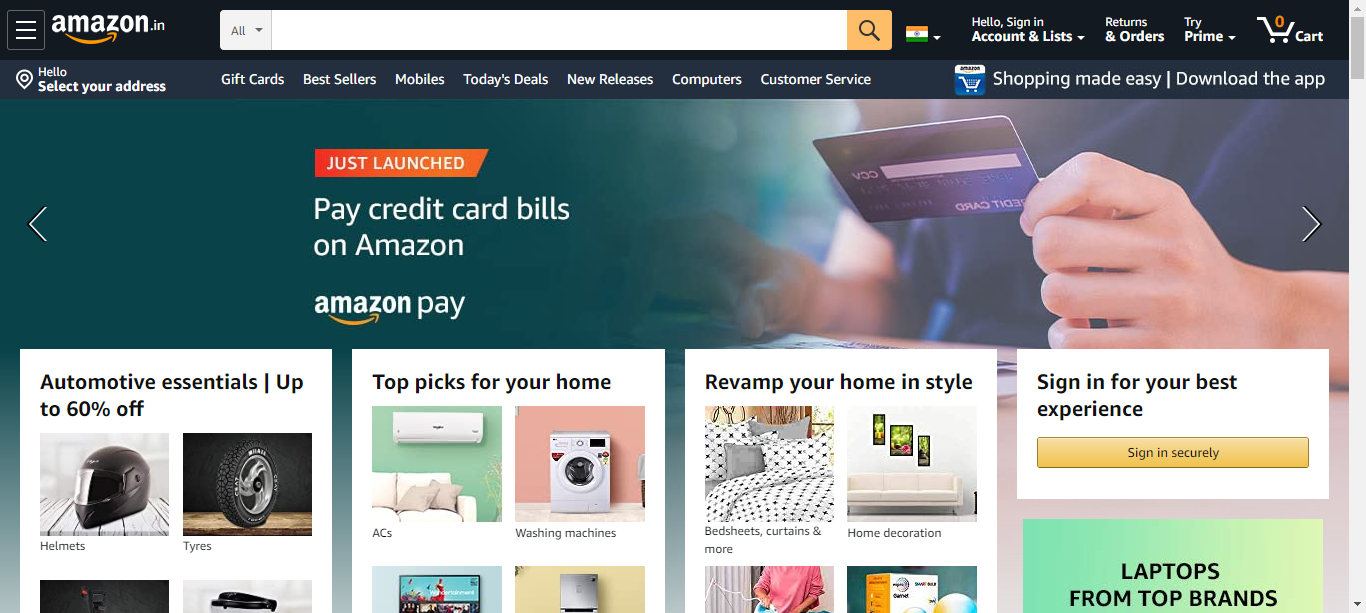 amazon.in
All
Hello, Sign in
Account & Lists
Returns
& Orders
Try
Prime
0
Cart
Hello
Select your address
Gift Cards
Best Sellers
Mobiles
Today's Deals
New Releases
Computers
Customer Service
amazon
Shopping made easy | Download the app
JUST LAUNCHED
Pay credit card bills
on Amazon
amazon pay
CCV
CREDIT CARD
Automotive essentials | Up
to 60% off
Helmets
Tyres
Top picks for your home
ACs
Washing machines
Revamp your home in style
Bedsheets, curtains &
more
Home decoration
Sign in for your best
experience
Sign in securely
LAPTOPS
FROM TOP BRANDS